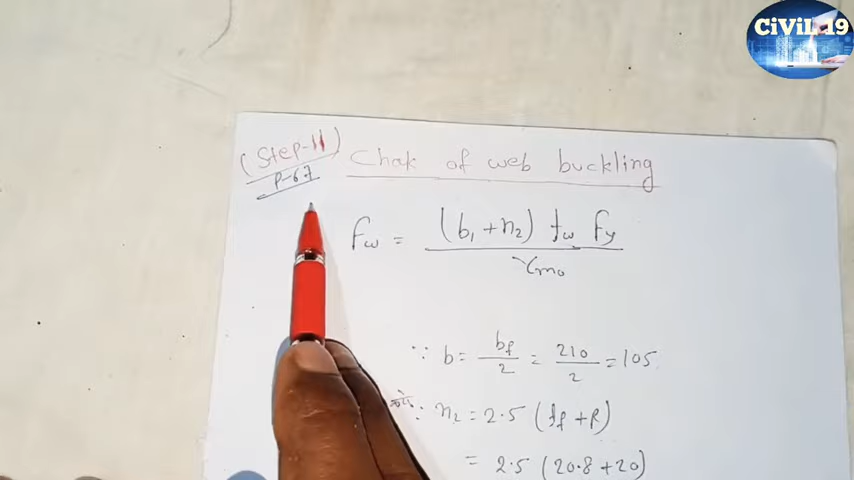 CiViL 19
(Step-11) Chak of web buckling
P-67
fw = (b1 + n2) tw fy / γmo
∵ b = bf/2 = 210/2 = 105
∵ n2 = 2.5 (tf + R)
= 2.5 (20.8 + 20)